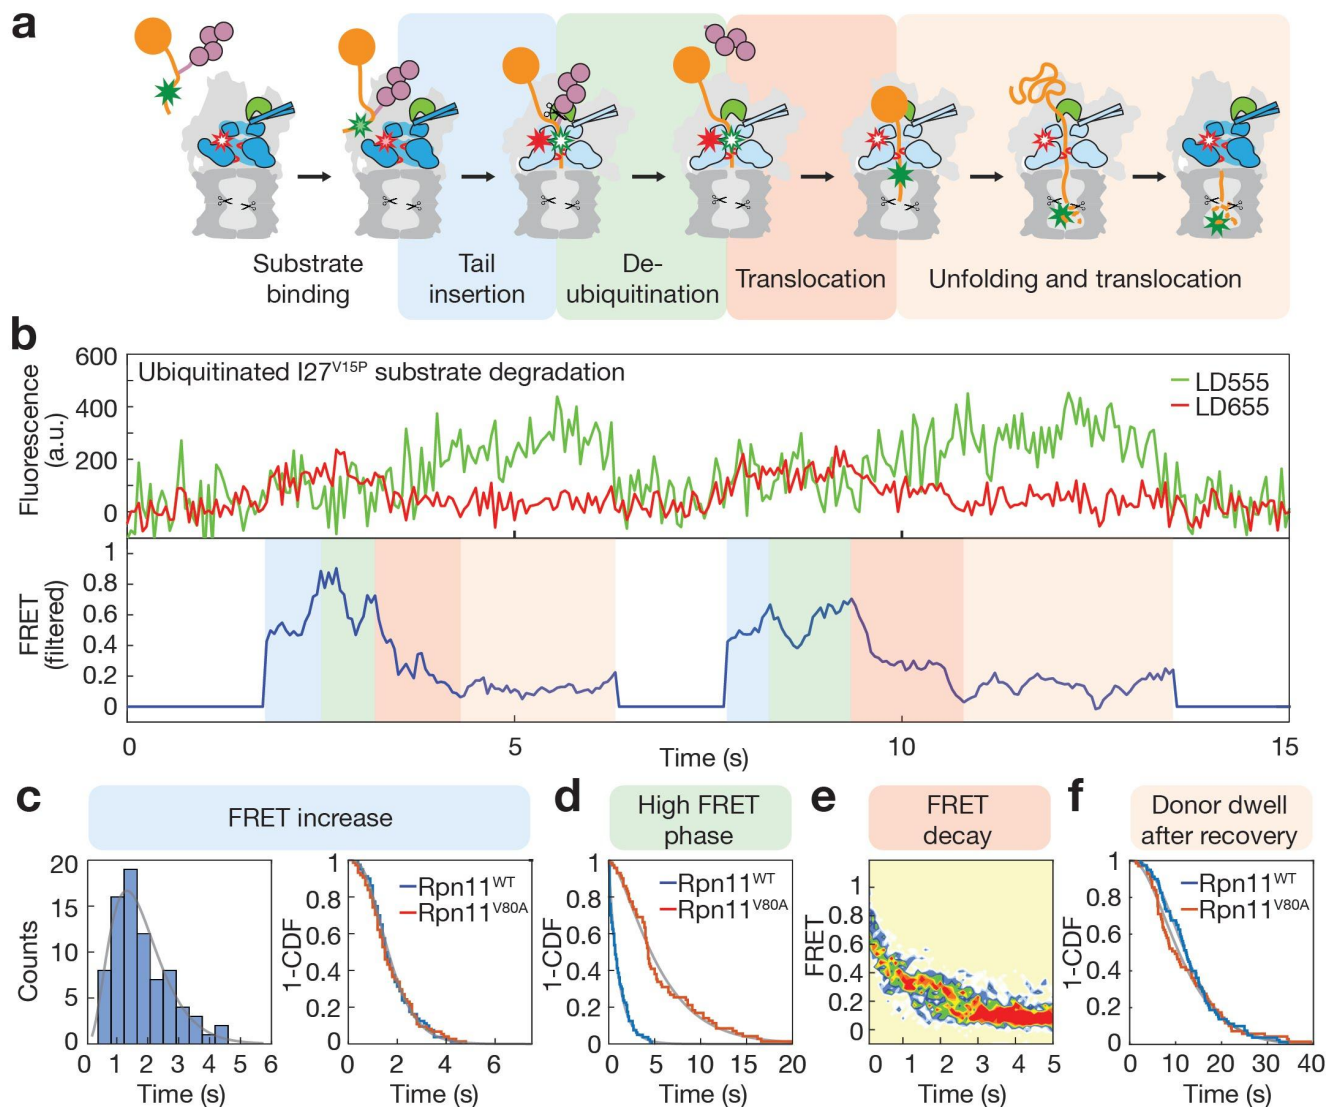 a
Substrate
binding
Tail
insertion
De-
ubiquitination
Translocation
Unfolding and translocation
b
Ubiquitinated I27V15P substrate degradation
LD555
LD655
Fluorescence
(a.u.)
600
400
200
0
FRET
(filtered)
1
0.8
0.6
0.4
0.2
0
0 5 10 15
Time (s)
c
FRET increase
Counts
20
15
10
5
0
0 1 2 3 4 5 6
Time (s)
1-CDF
1
0.8
0.6
0.4
0.2
0
Rpn11WT
Rpn11V80A
0 2 4 6
Time (s)
d
High FRET
phase
1-CDF
1
0.8
0.6
0.4
0.2
0
Rpn11WT
Rpn11V80A
0 5 10 15 20
Time (s)
e
FRET
decay
FRET
1
0.8
0.6
0.4
0.2
0
0 1 2 3 4 5
Time (s)
f
Donor dwell
after recovery
1-CDF
1
0.8
0.6
0.4
0.2
0
Rpn11WT
Rpn11V80A
0 10 20 30 40
Time (s)